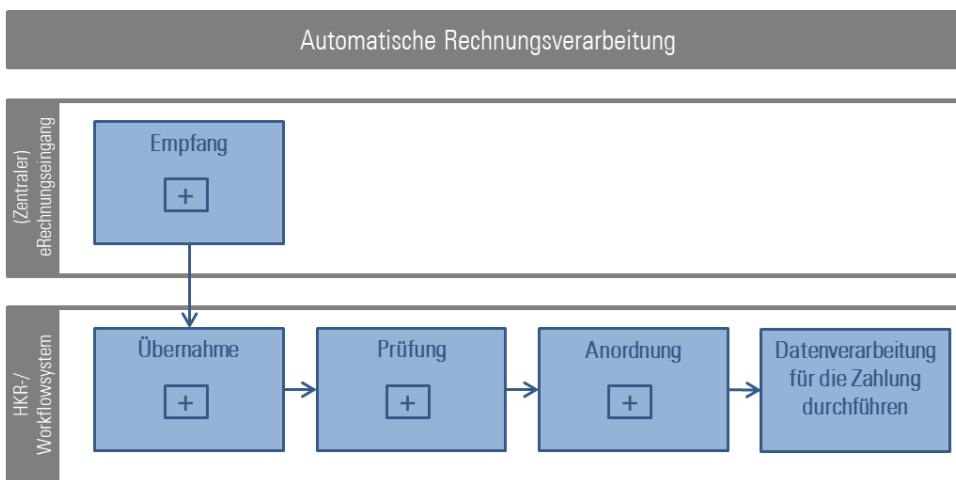 Automatische Rechnungsverarbeitung
(Zentraler)
eRechnungseingang
Empfang
+
HKR-/
Workflowsystem
Übernahme
+
Prüfung
+
Anordnung
+
Datenverarbeitung
für die Zahlung
durchführen